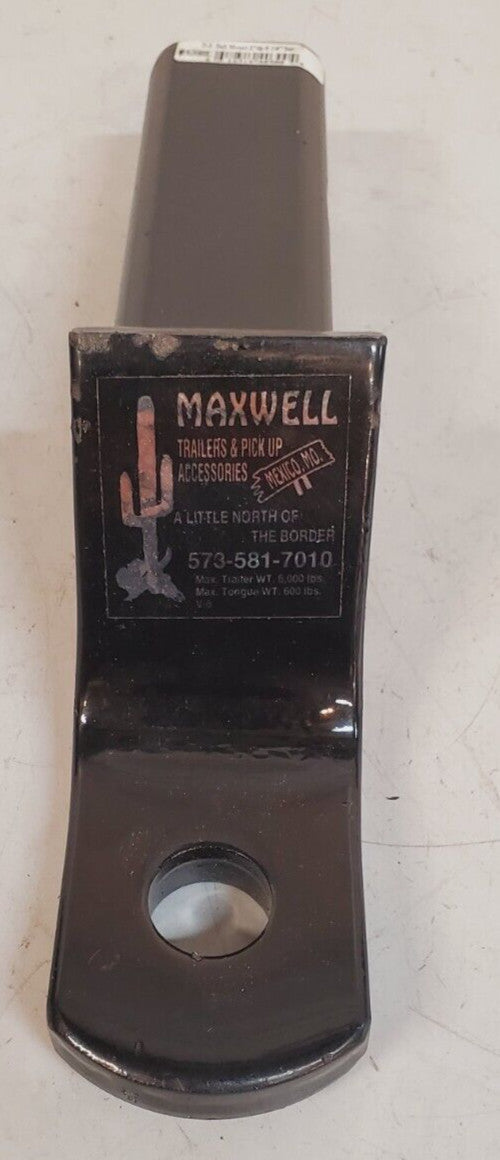 MAXWELL
TRAILERS & PICK UP
ACCESSORIES
MEXICO, MO.
A LITTLE NORTH OF
THE BORDER
573-581-7010
Max. Trailer WT. 6,000 lbs.
Max. Tongue WT. 600 lbs.